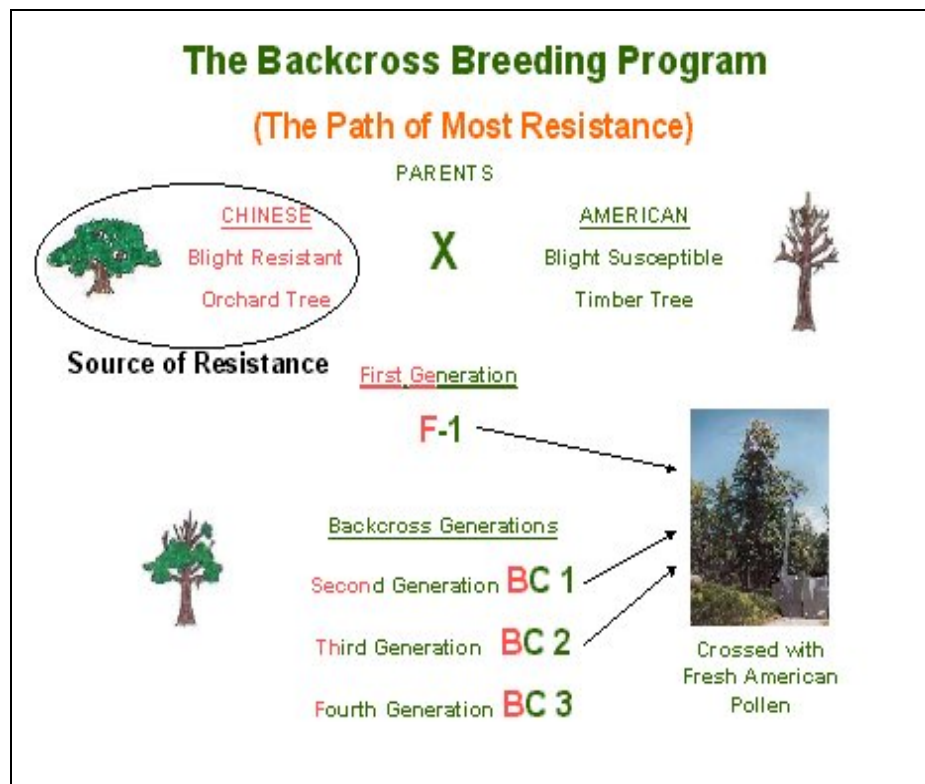 The Backcross Breeding Program
(The Path of Most Resistance)
PARENTS
CHINESE
Blight Resistant
Orchard Tree
X
AMERICAN
Blight Susceptible
Timber Tree
Source of Resistance
First Generation
F-1
Backcross Generations
Second Generation BC 1
Third Generation BC 2
Fourth Generation BC 3
Crossed with
Fresh American
Pollen